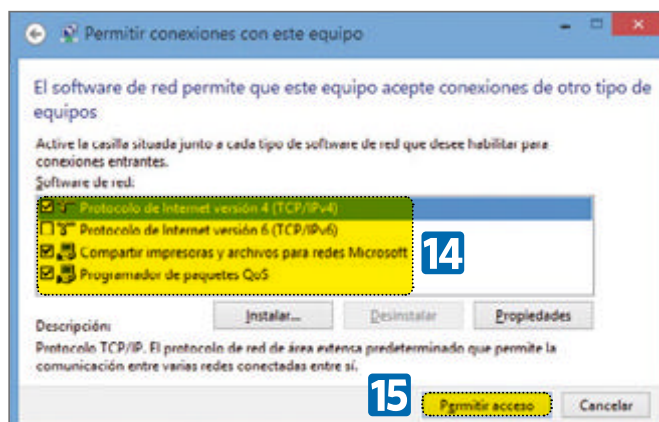 Permitir conexiones con este equipo
El software de red permite que este equipo acepte conexiones de otro tipo de
equipos
Active la casilla situada junto a cada tipo de software de red que desee habilitar para
conexiones entrantes.
Software de red:
Protocolo de Internet versión 4 (TCP/IPv4)
Protocolo de Internet versión 6 (TCP/IPv6)
Compartir impresoras y archivos para redes Microsoft
Programador de paquetes QoS
14
Instalar... Desinstalar Propiedades
Descripción:
Protocolo TCP/IP. El protocolo de red de área extensa predeterminado que permite la
comunicación entre varias redes conectadas entre sí.
15 Permitir acceso Cancelar